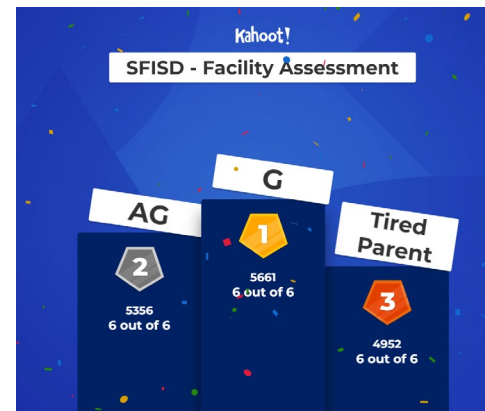 Kahoot!
SFISD - Facility Assessment
AG
2
5356
6 out of 6
G
1
5661
6 out of 6
Tired
Parent
3
4952
6 out of 6